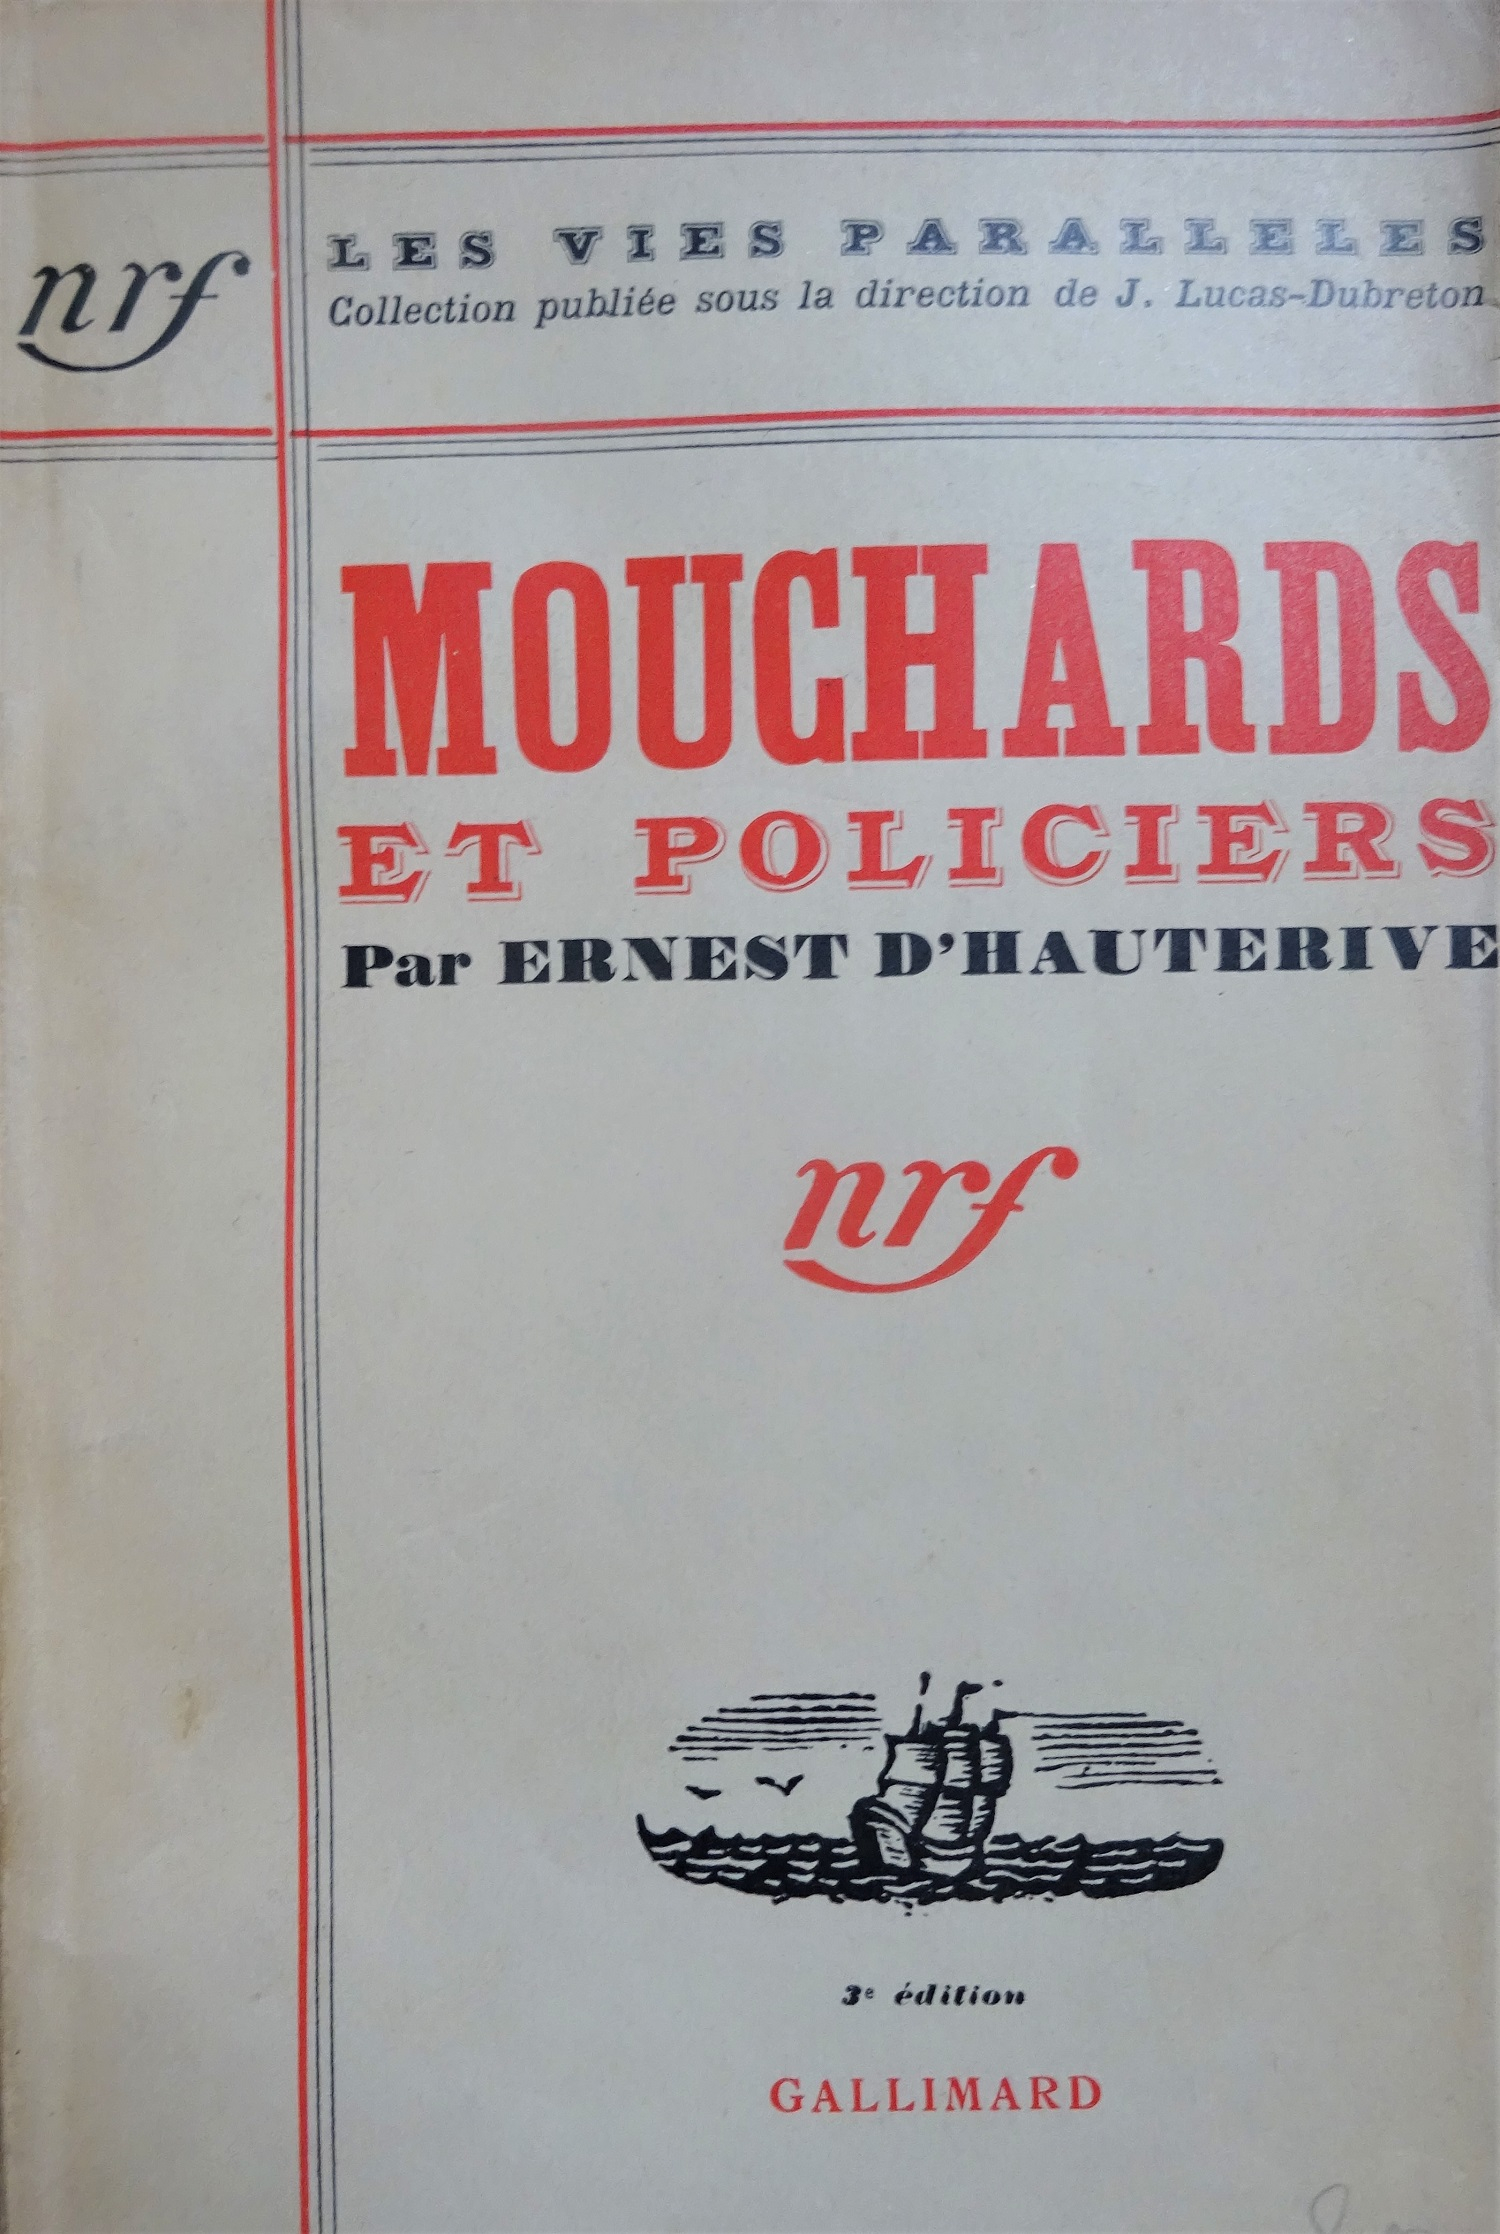 nrf
LES VIES PARALLELES
Collection publiée sous la direction de J. Lucas-Dubreton
MOUCHARDS
ET POLICIERS
Par ERNEST D'HAUTERIVE
nrf
3e édition
GALLIMARD